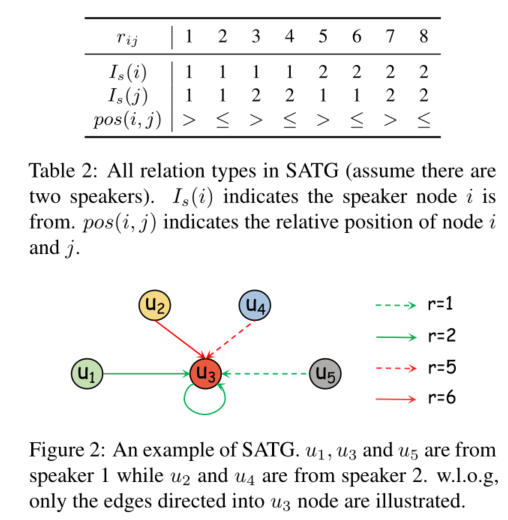 r_{ij} | 1 2 3 4 5 6 7 8
I_s(i) | 1 1 1 1 2 2 2 2
I_s(j) | 1 1 2 2 1 1 2 2
pos(i, j) | > ≤ > ≤ > ≤ > ≤
Table 2: All relation types in SATG (assume there are
two speakers). I_s(i) indicates the speaker node i is
from. pos(i, j) indicates the relative position of node i
and j.
u₂ u₄ r=1
r=2
u₁ u₃ u₅ r=5
r=6
Figure 2: An example of SATG. u₁, u₃ and u₅ are from
speaker 1 while u₂ and u₄ are from speaker 2. w.l.o.g,
only the edges directed into u₃ node are illustrated.